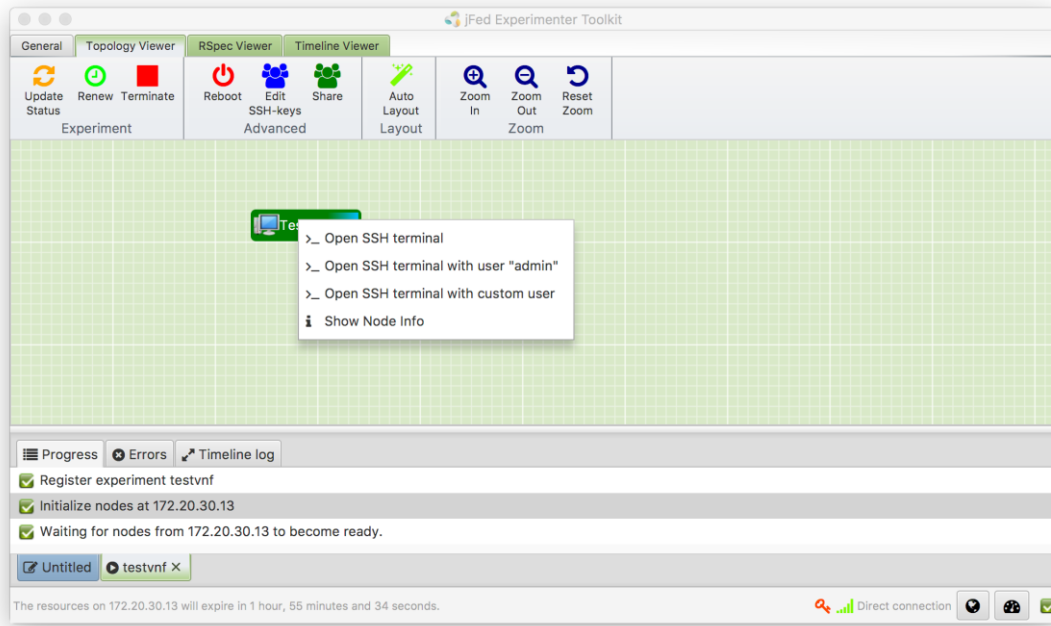 jFed Experimenter Toolkit
General Topology Viewer RSpec Viewer Timeline Viewer
Update Status
Renew
Terminate
Experiment
Reboot
Edit SSH-keys
Share
Advanced
Auto Layout
Layout
Zoom In
Zoom Out
Reset Zoom
Zoom
Tes
>_ Open SSH terminal
>_ Open SSH terminal with user "admin"
>_ Open SSH terminal with custom user
i Show Node Info
Progress Errors Timeline log
Register experiment testvnf
Initialize nodes at 172.20.30.13
Waiting for nodes from 172.20.30.13 to become ready.
Untitled testvnf ×
The resources on 172.20.30.13 will expire in 1 hour, 55 minutes and 34 seconds. Direct connection